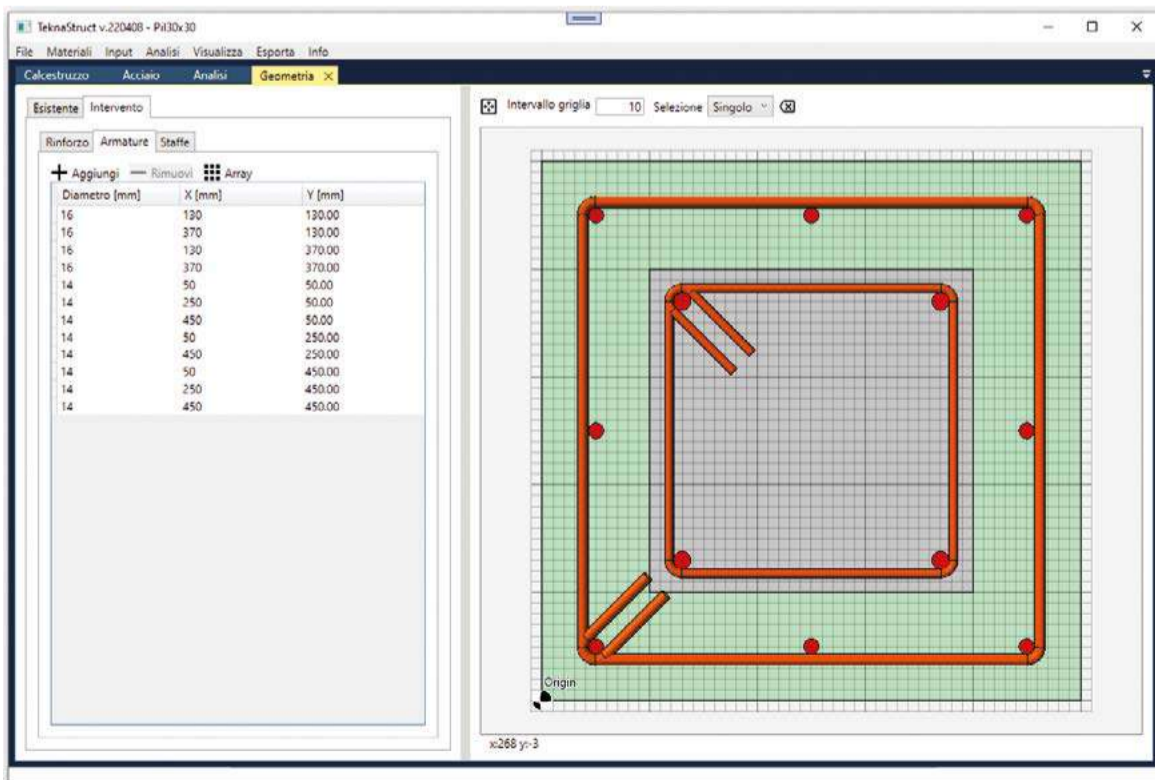 TeknaStruct v.220408 - Pil30x30
File Materiali Input Analisi Visualizza Esporta Info
Calcestruzzo Acciaio Analisi Geometria
Esistente Intervento
Rinforzo Armature Staffe
Aggiungi Rimuovi Array
Diametro [mm] X [mm] Y [mm]
16 130 130.00
16 370 130.00
16 130 370.00
16 370 370.00
14 50 50.00
14 250 50.00
14 450 50.00
14 50 250.00
14 450 250.00
14 50 450.00
14 250 450.00
14 450 450.00
Intervallo griglia 10 Selezione Singolo
Origin
x:268 y:-3